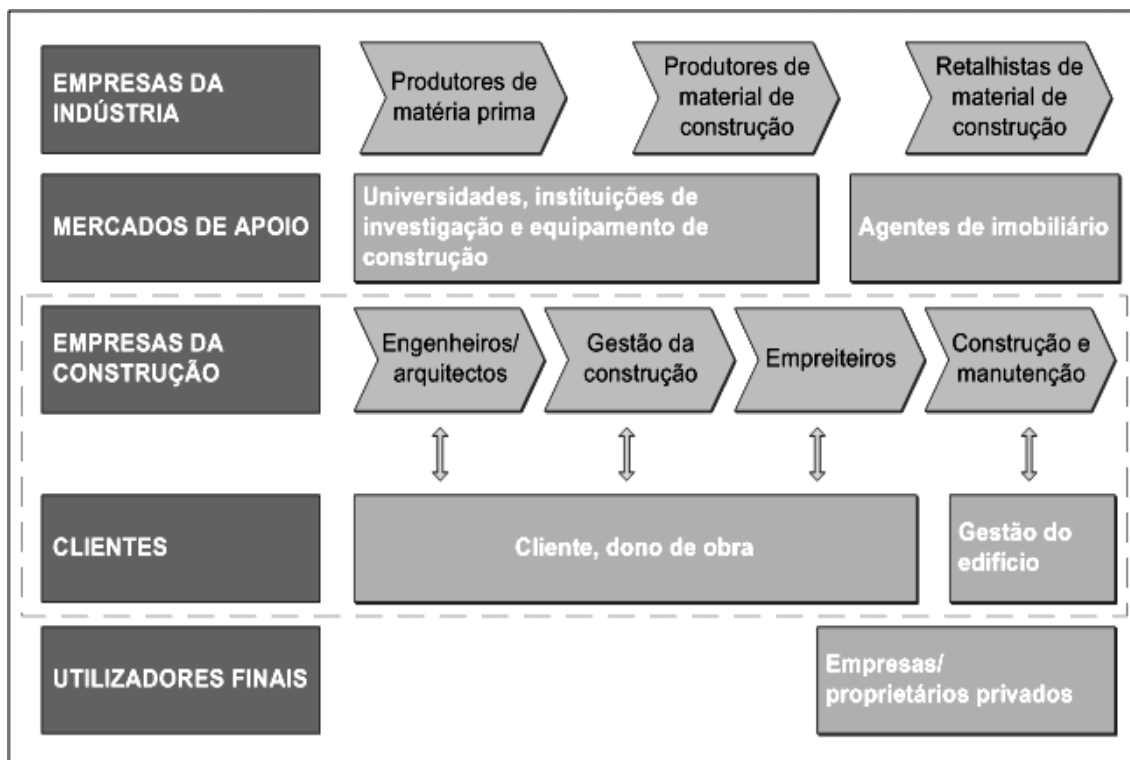 EMPRESAS DA
INDÚSTRIA
Produtores de
matéria prima
Produtores de
material de
construção
Retalhistas de
material de
construção
MERCADOS DE APOIO
Universidades, instituições de
investigação e equipamento de
construção
Agentes de imobiliário
EMPRESAS DA
CONSTRUÇÃO
Engenheiros/
arquitectos
Gestão da
construção
Empreiteiros
Construção e
manutenção
CLIENTES
Cliente, dono de obra
Gestão do
edifício
UTILIZADORES FINAIS
Empresas/
proprietários privados